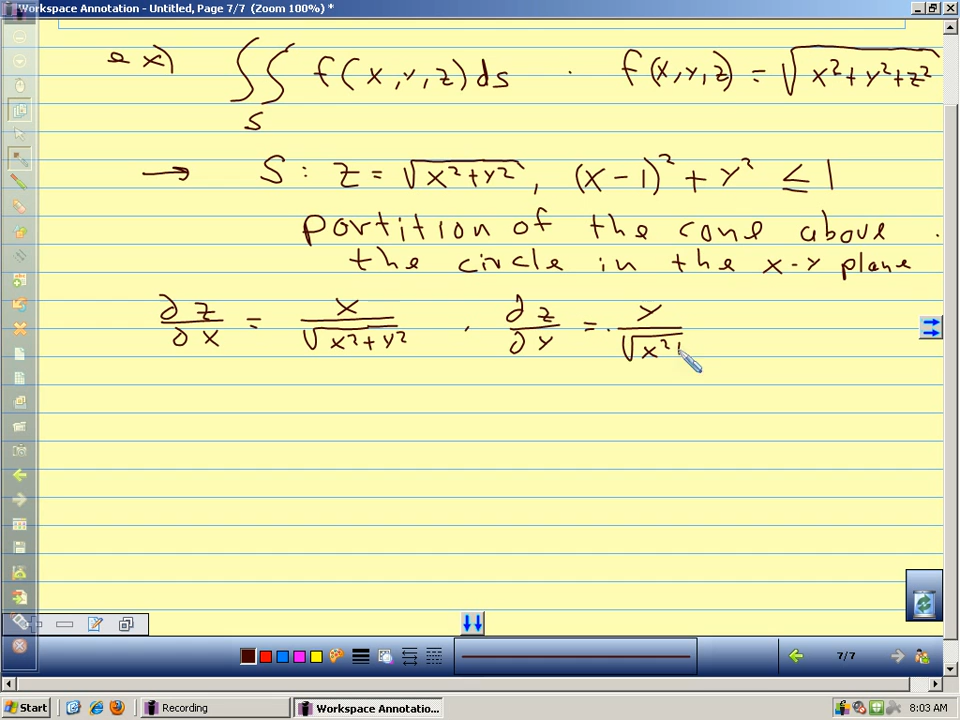 Workspace Annotation - Untitled, Page 7/7 (Zoom 100%) *
ex) ∫∫ f(x,y,z)ds . f(x,y,z) = √x²+y²+z²
S
→ S: z = √x²+y², (x-1)² + y² ≤ 1
partition of the cone above
the circle in the x-y plane
∂z/∂x = x/√x²+y² , ∂z/∂y = y/√x²+
7/7
Start
Recording
Workspace Annotatio...
8:03 AM